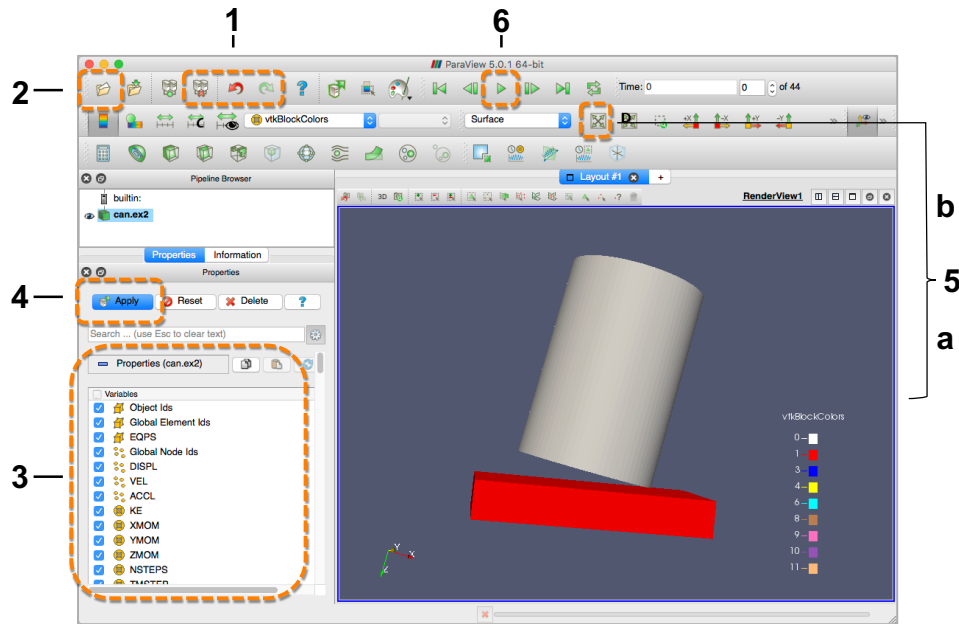 1
6
ParaView 5.0.1 64-bit
2
?
Time: 0
0
of 44
vtkBlockColors
Surface
D
+X
-X
+Y
-Y
»
»
Pipeline Browser
Layout #1
+
builtin:
3D
?
RenderView1
can.ex2
b
Properties
Information
Properties
4
Apply
Reset
Delete
?
5
Search ... (use Esc to clear text)
a
Properties (can.ex2)
Variables
Object Ids
Global Element Ids
EQPS
Global Node Ids
3
DISPL
VEL
ACCL
KE
XMOM
YMOM
ZMOM
NSTEPS
TMSTEP
vtkBlockColors
0
1
3
4
6
8
9
10
11
Y
X
Z